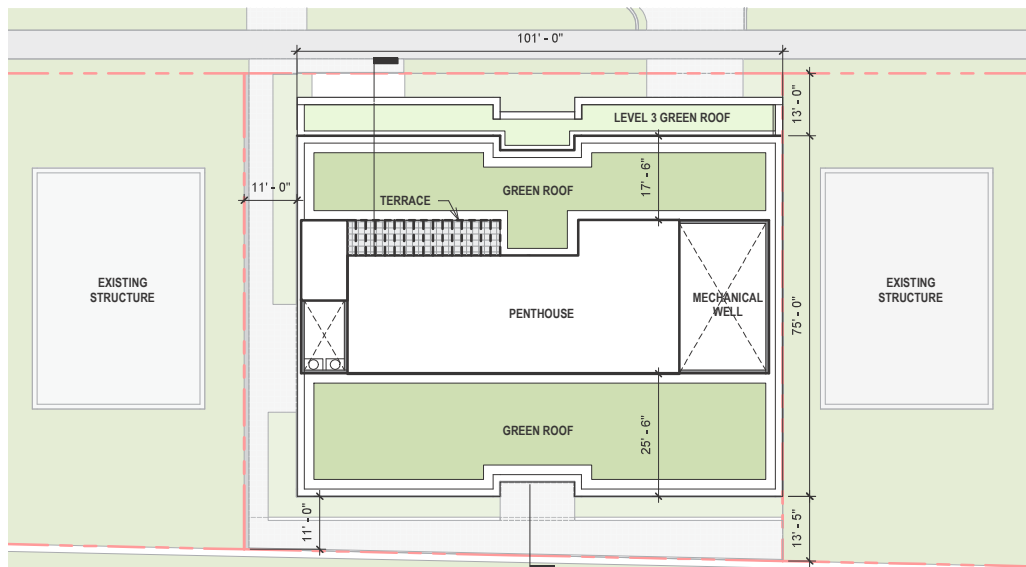 101' - 0"
13' - 0"
LEVEL 3 GREEN ROOF
17' - 6"
11' - 0"
GREEN ROOF
TERRACE
EXISTING
STRUCTURE
PENTHOUSE
MECHANICAL
WELL
75' - 0"
EXISTING
STRUCTURE
GREEN ROOF
25' - 6"
11' - 0"
13' - 5"